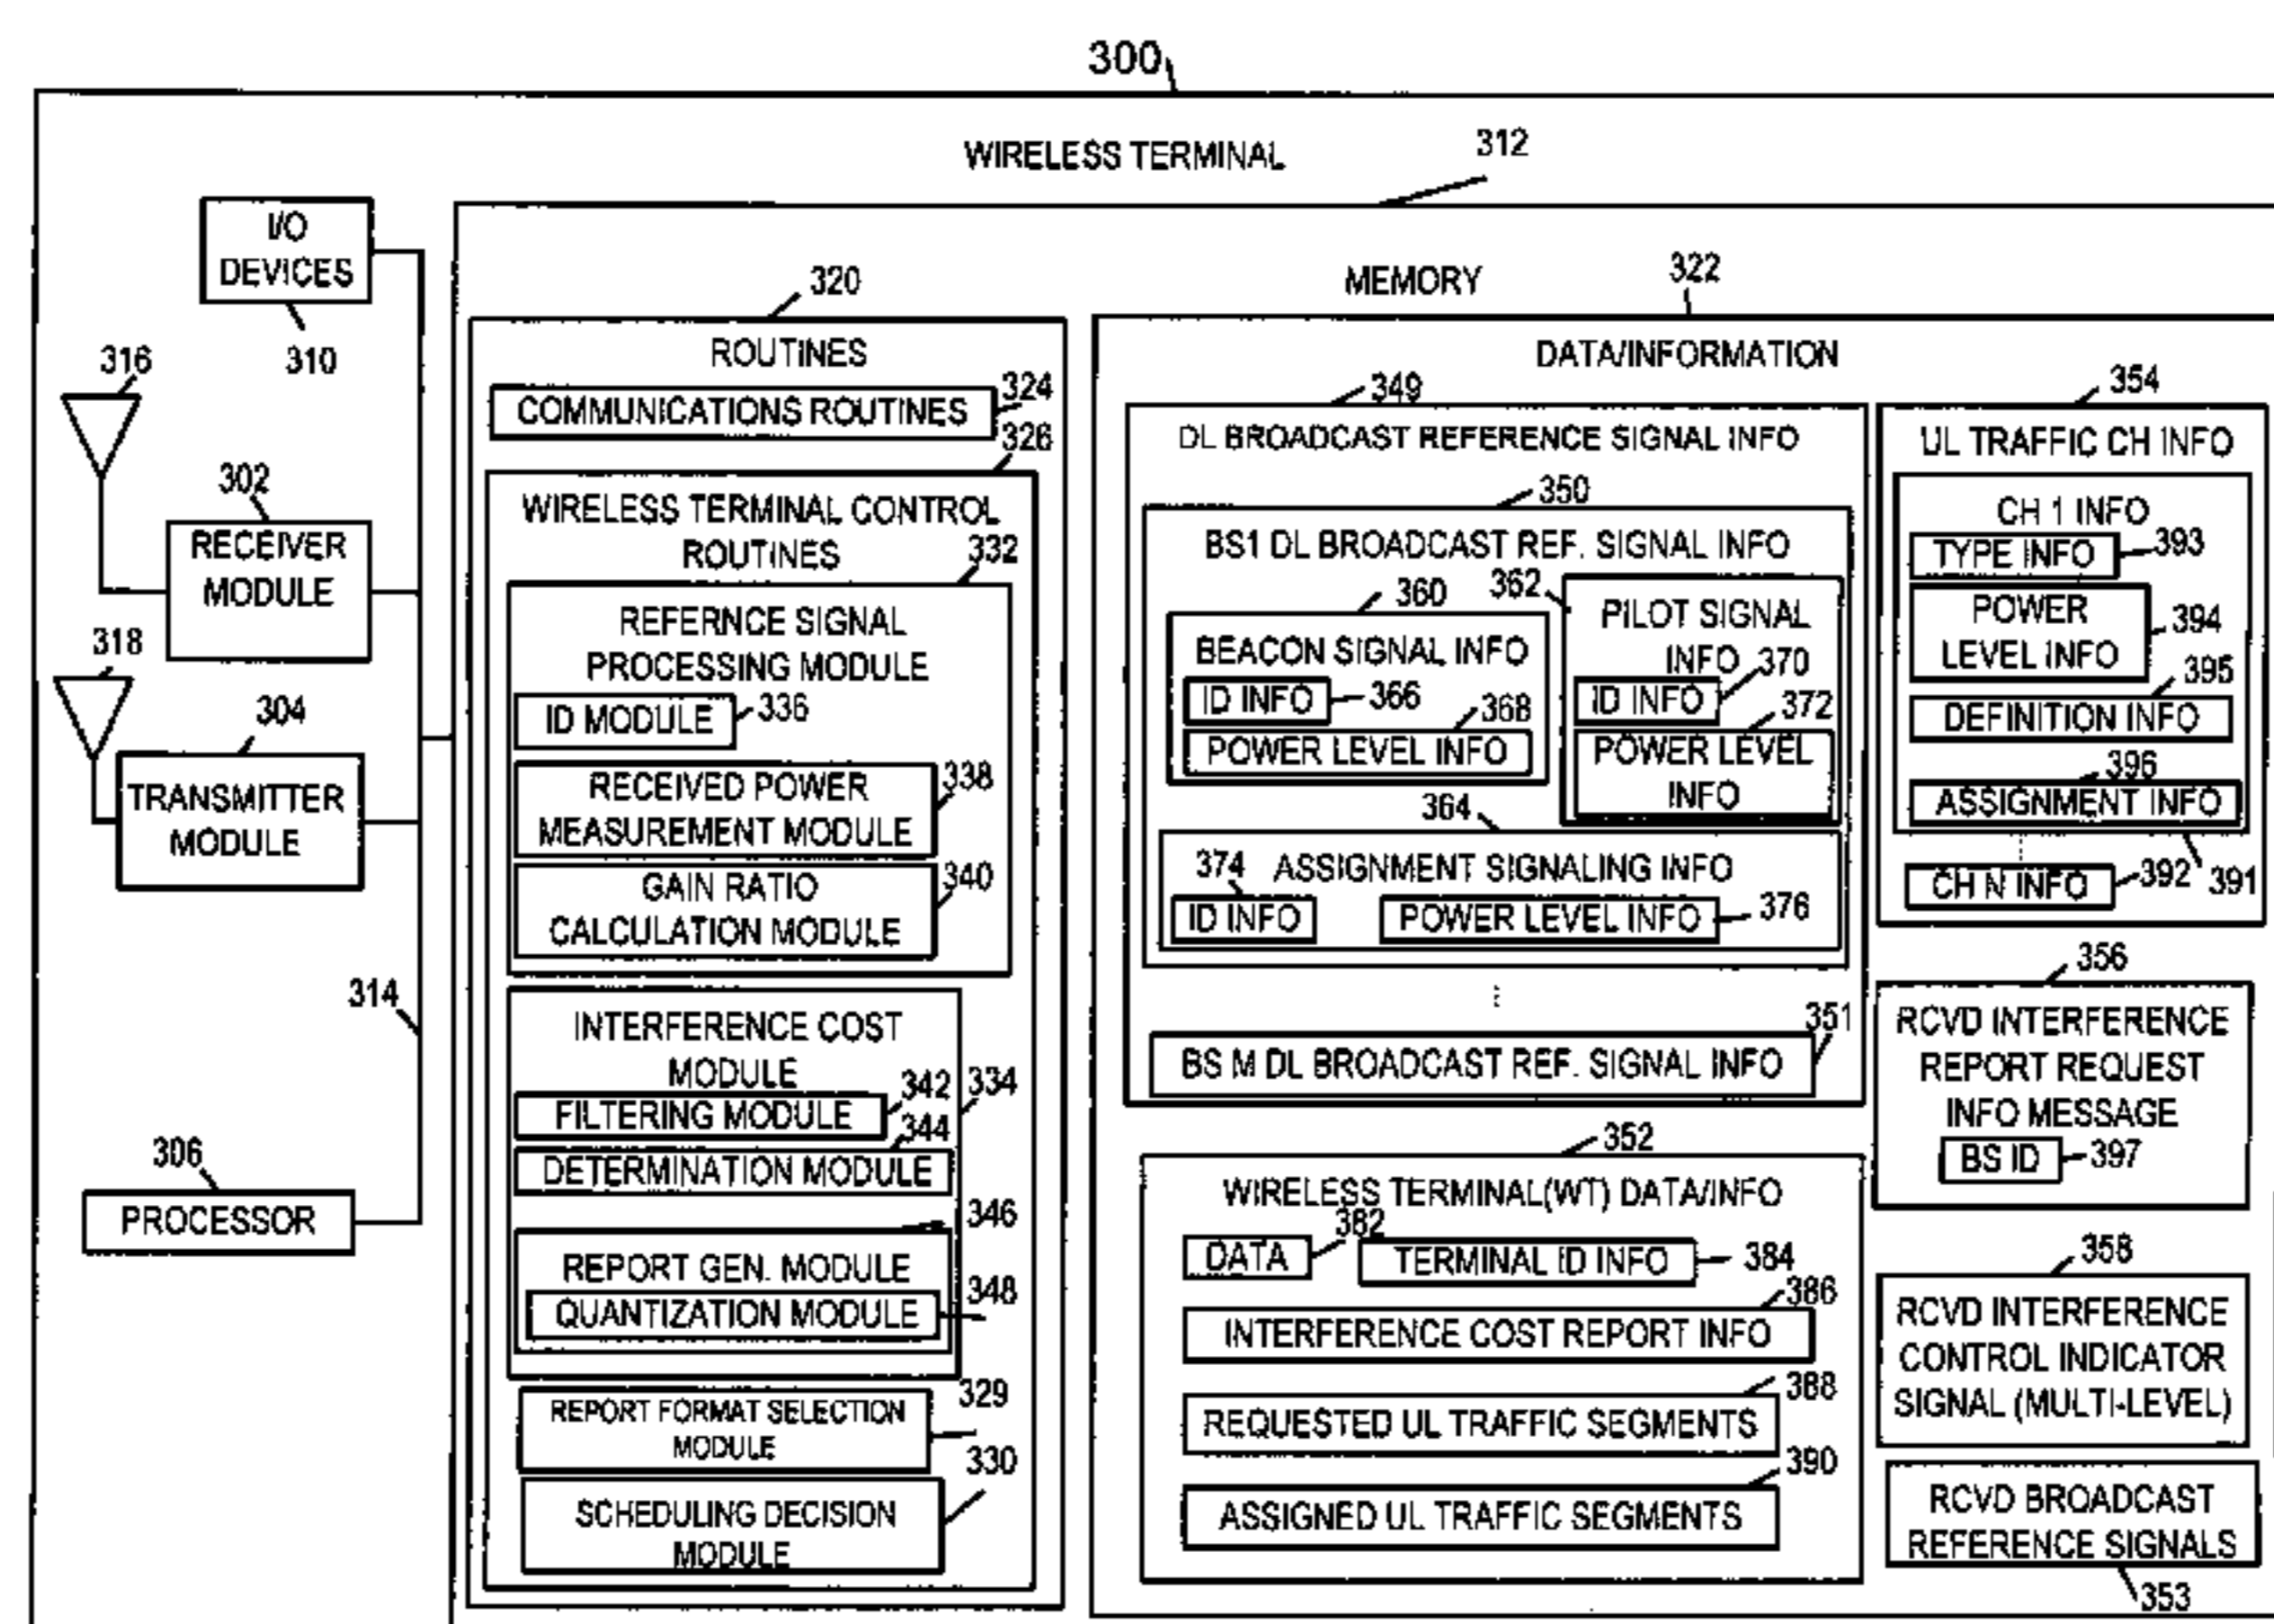 300
WIRELESS TERMINAL
312
I/O
DEVICES
310
316
302
RECEIVER
MODULE
318
304
TRANSMITTER
MODULE
314
306
PROCESSOR
MEMORY
320
ROUTINES
324
COMMUNICATIONS ROUTINES
326
WIRELESS TERMINAL CONTROL
ROUTINES
332
REFERNCE SIGNAL
PROCESSING MODULE
ID MODULE
336
RECEIVED POWER
MEASUREMENT MODULE
338
GAIN RATIO
CALCULATION MODULE
340
INTERFERENCE COST
MODULE
334
342
FILTERING MODULE
344
DETERMINATION MODULE
346
REPORT GEN. MODULE
348
QUANTIZATION MODULE
329
REPORT FORMAT SELECTION
MODULE
330
SCHEDULING DECISION
MODULE
322
DATA/INFORMATION
349
DL BROADCAST REFERENCE SIGNAL INFO
350
BS1 DL BROADCAST REF. SIGNAL INFO
360
BEACON SIGNAL INFO
ID INFO
366
368
POWER LEVEL INFO
362
PILOT SIGNAL
INFO
370
ID INFO
372
POWER LEVEL
INFO
364
374
ASSIGNMENT SIGNALING INFO
ID INFO
POWER LEVEL INFO
376
351
BS M DL BROADCAST REF. SIGNAL INFO
352
WIRELESS TERMINAL(WT) DATA/INFO
382
DATA
TERMINAL ID INFO
384
386
INTERFERENCE COST REPORT INFO
388
REQUESTED UL TRAFFIC SEGMENTS
390
ASSIGNED UL TRAFFIC SEGMENTS
354
UL TRAFFIC CH INFO
CH 1 INFO
TYPE INFO
393
POWER
LEVEL INFO
394
395
DEFINITION INFO
396
ASSIGNMENT INFO
CH N INFO
392
391
356
RCVD INTERFERENCE
REPORT REQUEST
INFO MESSAGE
BS ID
397
358
RCVD INTERFERENCE
CONTROL INDICATOR
SIGNAL (MULTI-LEVEL)
RCVD BROADCAST
REFERENCE SIGNALS
353